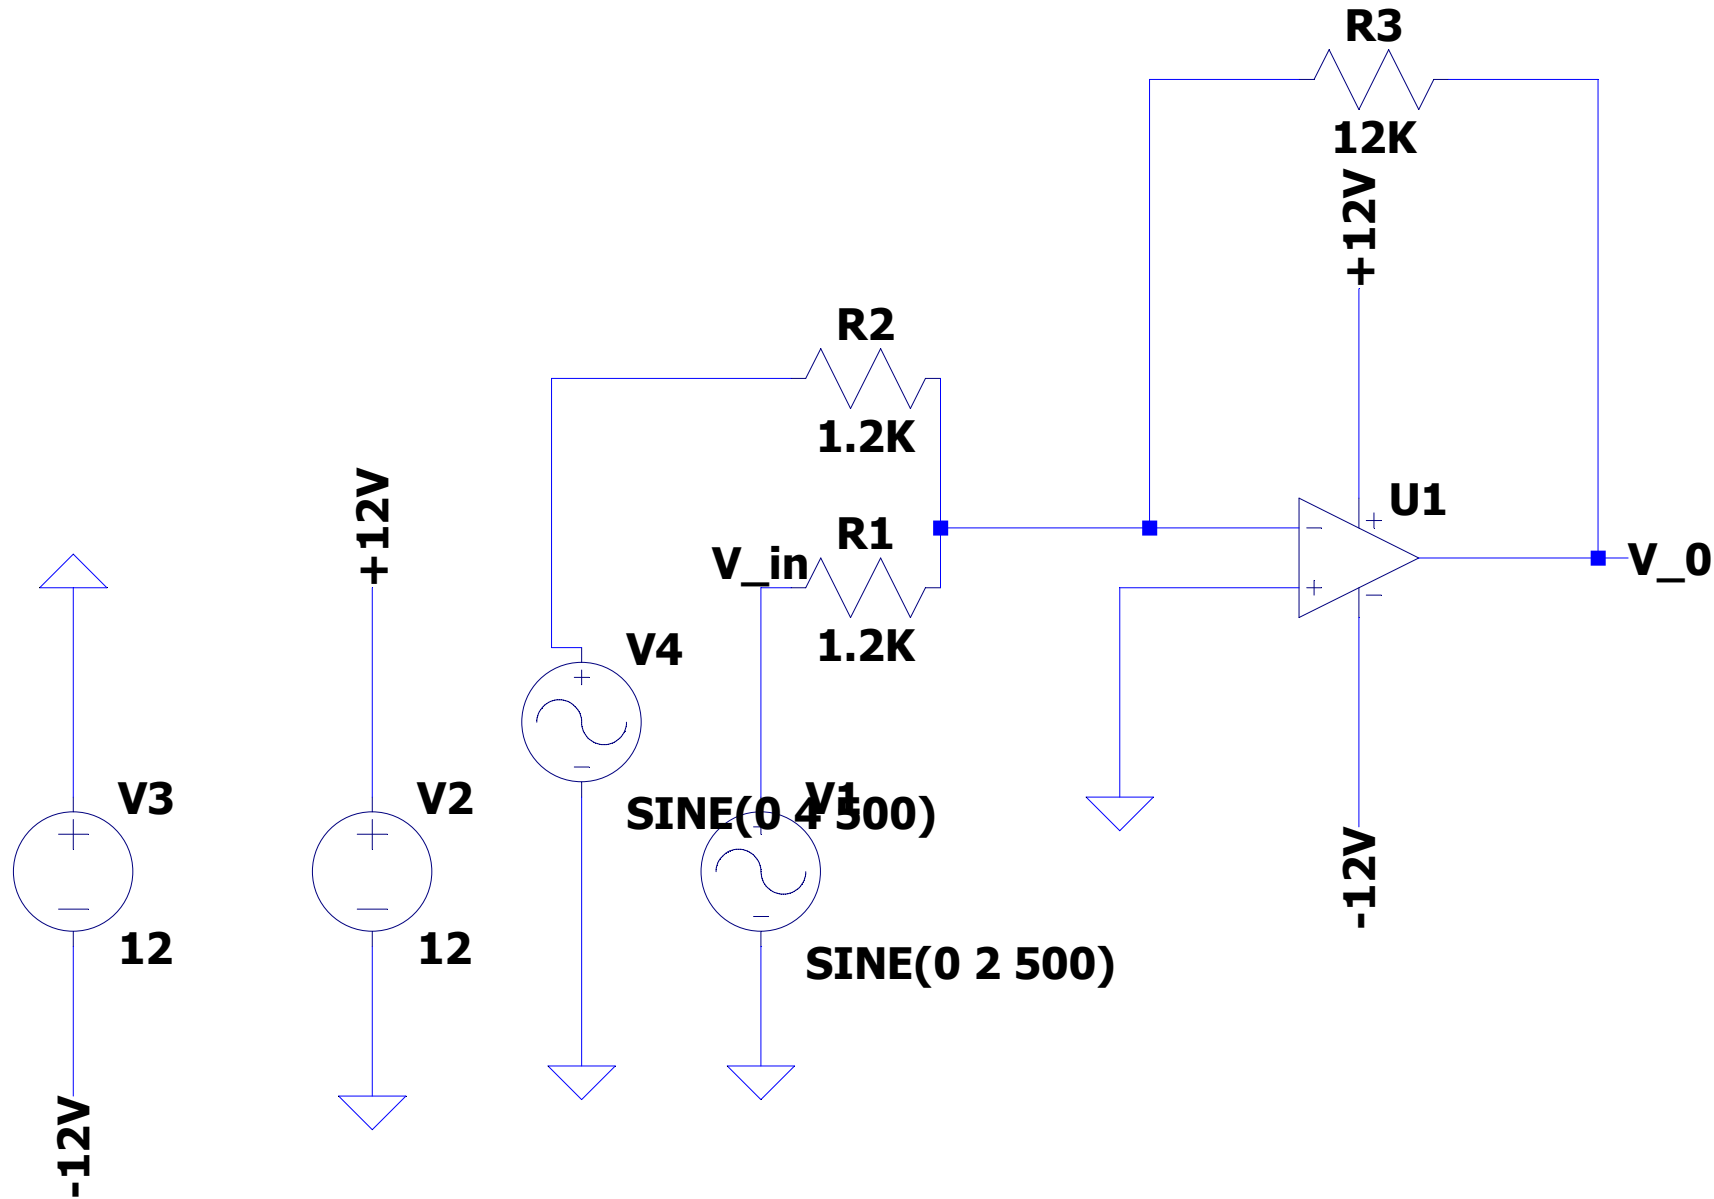 R3
12K
+12V
R2
1.2K
+12V
U1
R1
V_in
V_0
1.2K
V4
V3
V2
V1
SINE(0 4 500)
-12V
12
12
SINE(0 2 500)
-12V